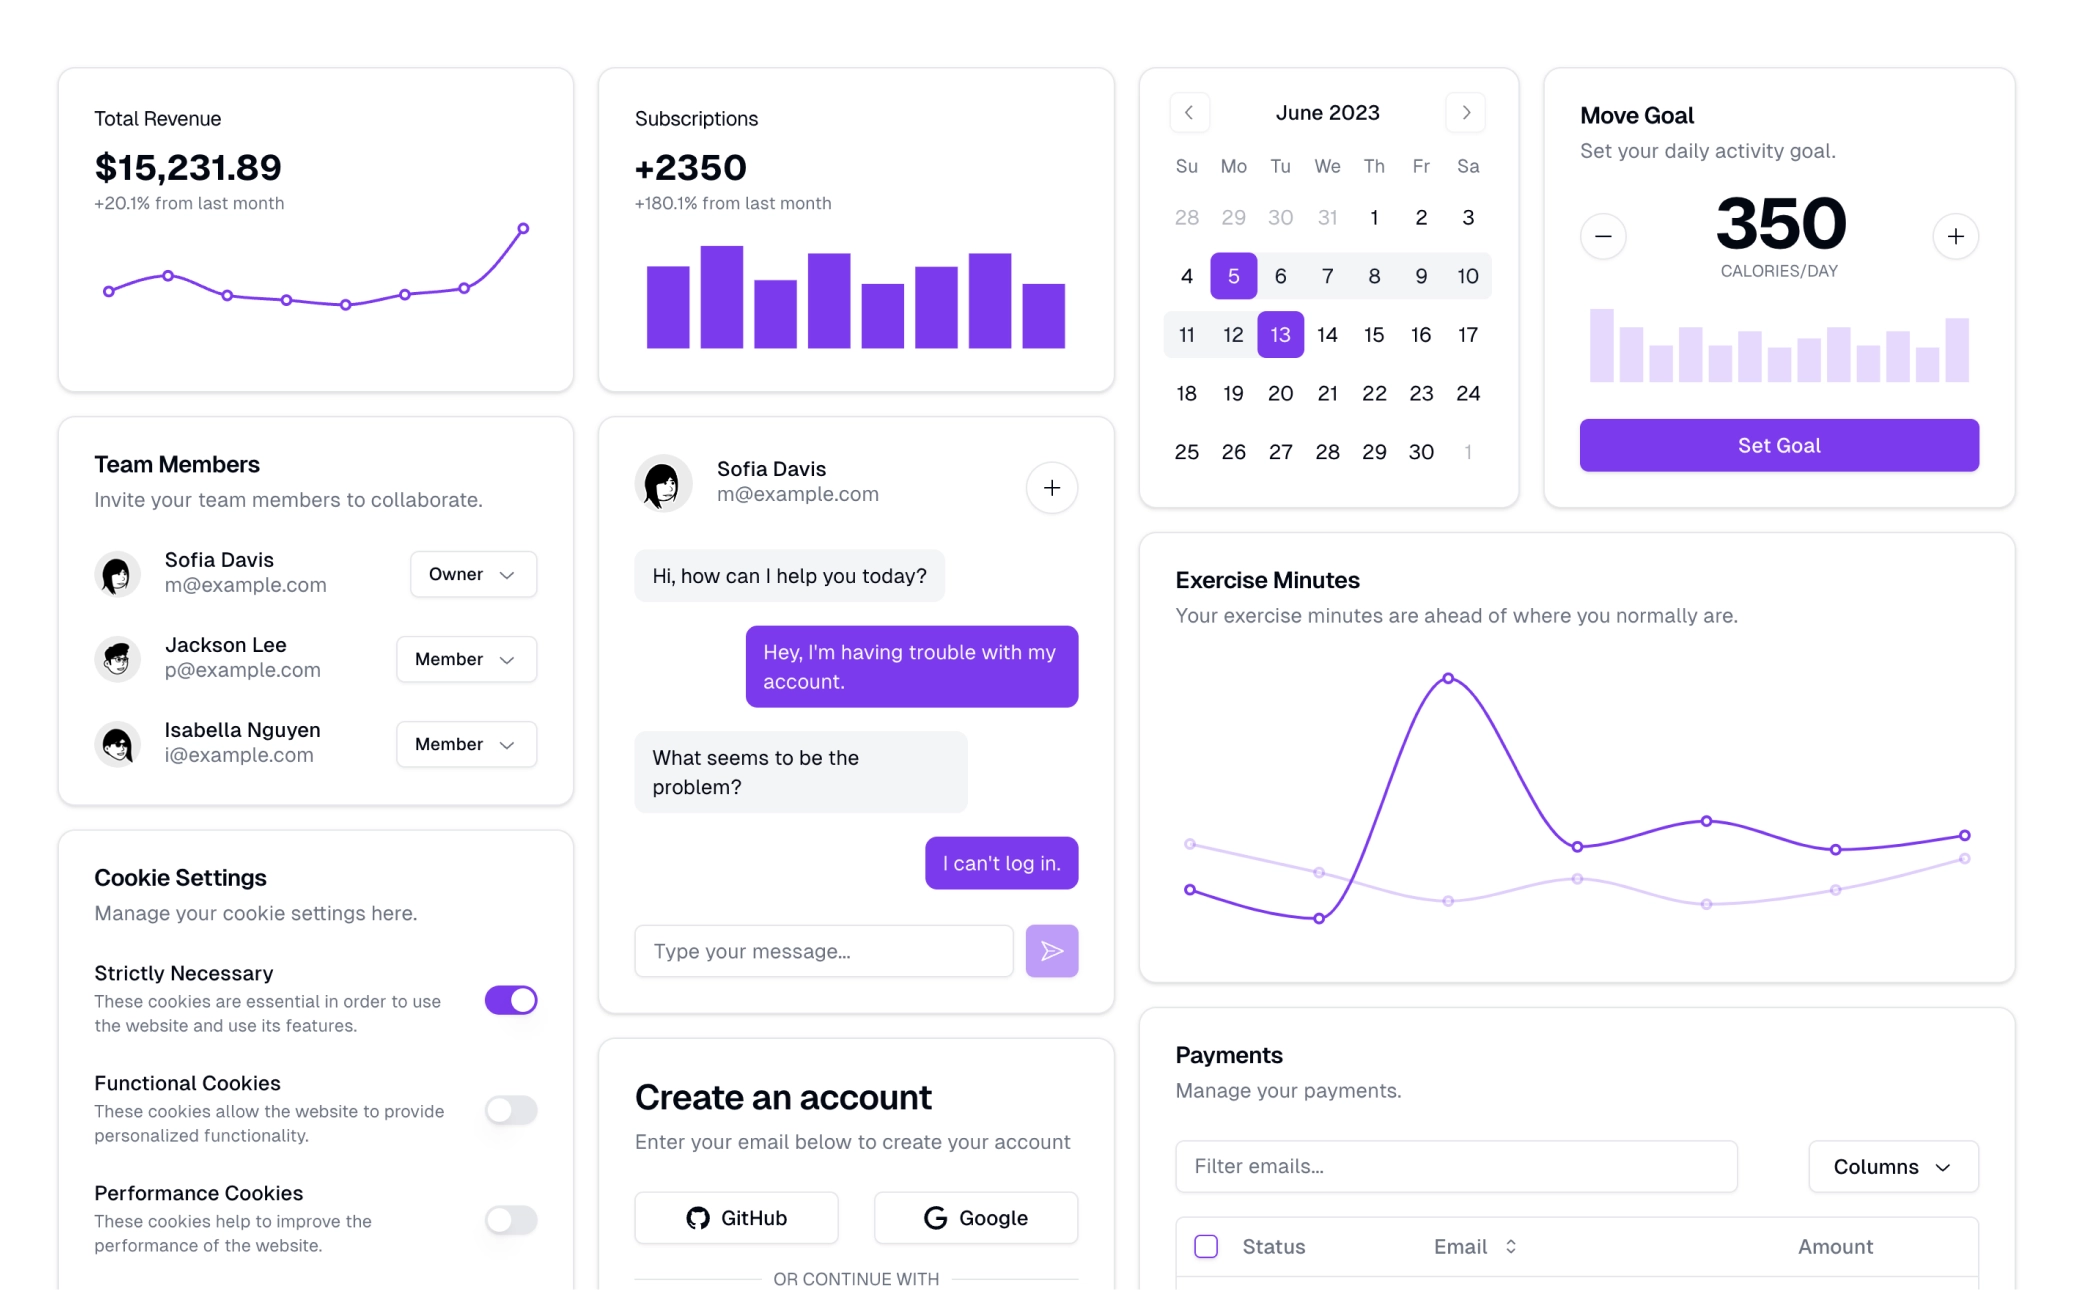 Total Revenue
$15,231.89
+20.1% from last month
Subscriptions
+2350
+180.1% from last month
June 2023
Su Mo Tu We Th Fr Sa
28 29 30 31 1 2 3
4 5 6 7 8 9 10
11 12 13 14 15 16 17
18 19 20 21 22 23 24
25 26 27 28 29 30 1
Move Goal
Set your daily activity goal.
350
CALORIES/DAY
Set Goal
Team Members
Invite your team members to collaborate.
Sofia Davis
m@example.com
Owner
Jackson Lee
p@example.com
Member
Isabella Nguyen
i@example.com
Member
Sofia Davis
m@example.com
Hi, how can I help you today?
Hey, I'm having trouble with my
account.
What seems to be the
problem?
I can't log in.
Type your message...
Exercise Minutes
Your exercise minutes are ahead of where you normally are.
Cookie Settings
Manage your cookie settings here.
Strictly Necessary
These cookies are essential in order to use
the website and use its features.
Functional Cookies
These cookies allow the website to provide
personalized functionality.
Performance Cookies
These cookies help to improve the
performance of the website.
Create an account
Enter your email below to create your account
GitHub
Google
OR CONTINUE WITH
Payments
Manage your payments.
Filter emails...
Columns
Status Email Amount